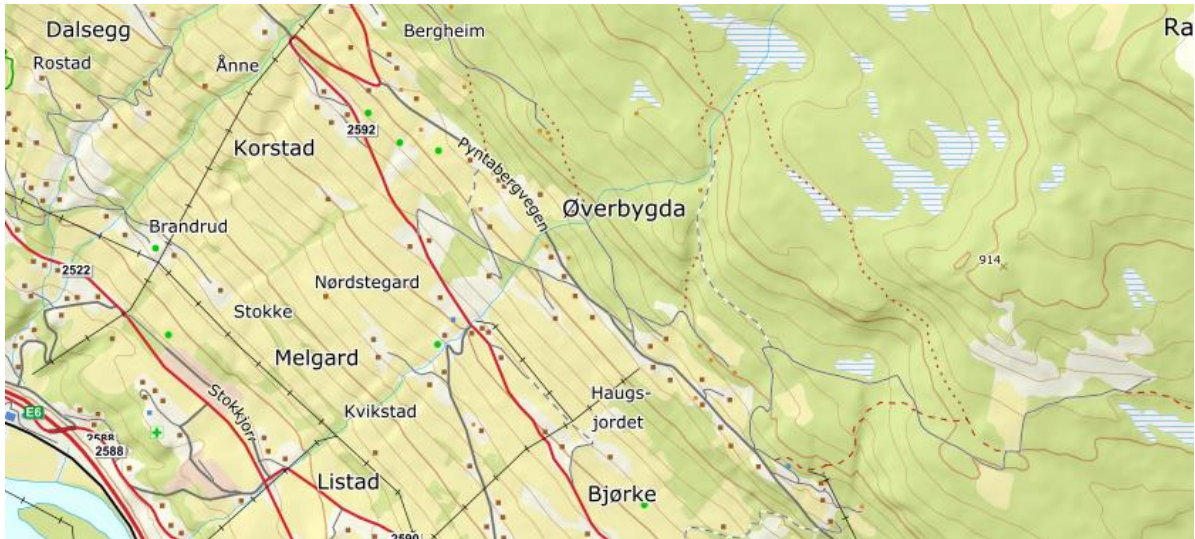 Dalsegg
Bergheim
Ra
Rostad
Ånne
2592
Korstad
Pyntabergvegen
Øverbygda
Brandrud
914
2522
Nørdstegard
Stokke
Melgard
Haugs-
jordet
Stokkjor
Kvikstad
E6
2588
2588
Listad
Bjørke
2590